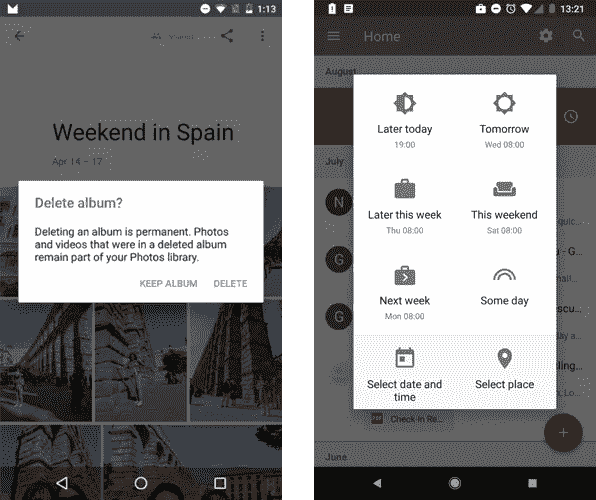 1:13
Shared
Weekend in Spain
Apr 14 – 17
Delete album?
Deleting an album is permanent. Photos
and videos that were in a deleted album
remain part of your Photos library.
KEEP ALBUM DELETE
13:21
Home
August
Later today
19:00
Tomorrow
Wed 08:00
July
Later this week
Thu 08:00
This weekend
Sat 08:00
N
G
G
Next week
Mon 08:00
Some day
Select date and
time
Select place
Check-in Re...
+
June